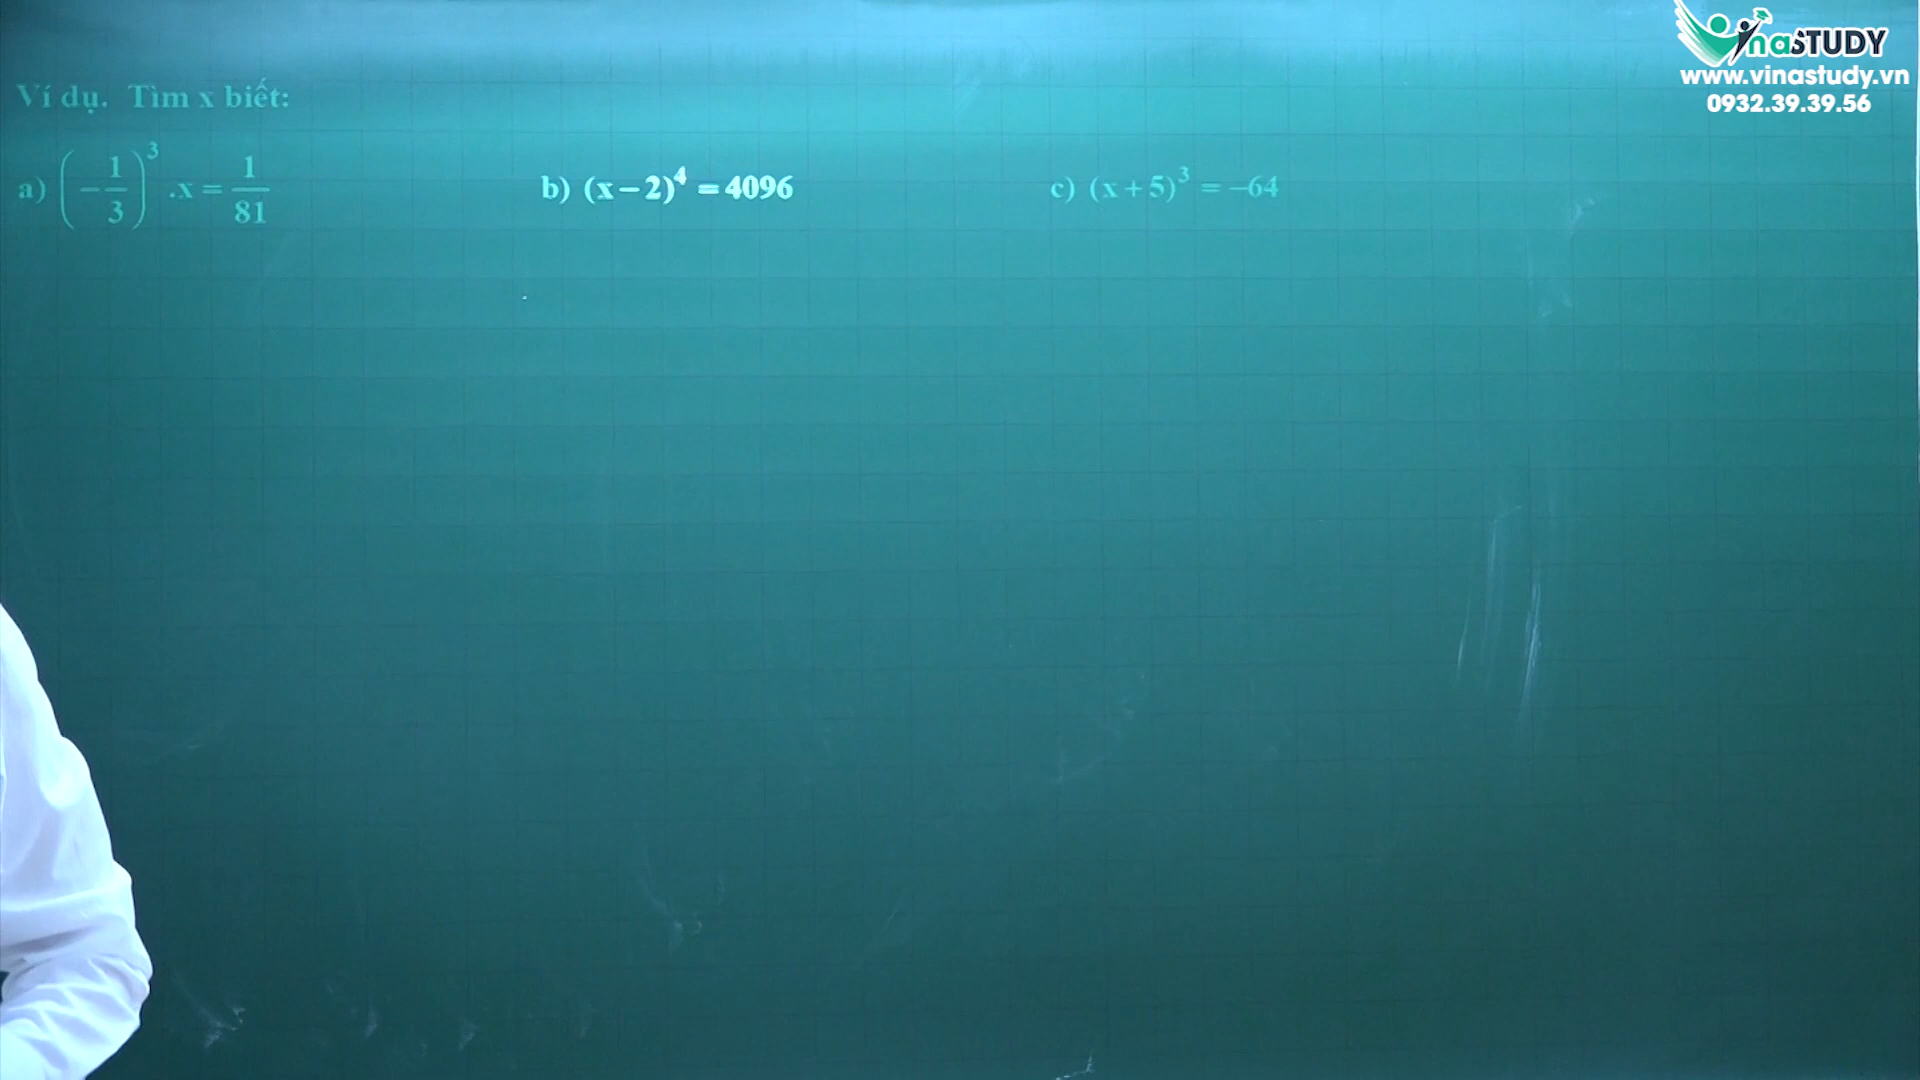 Ví dụ. Tìm x biết:
a) (-1/3)^3 .x = 1/81
b) (x – 2)^4 = 4096
c) (x + 5)^3 = –64
VinaSTUDY
www.vinastudy.vn
0932.39.39.56